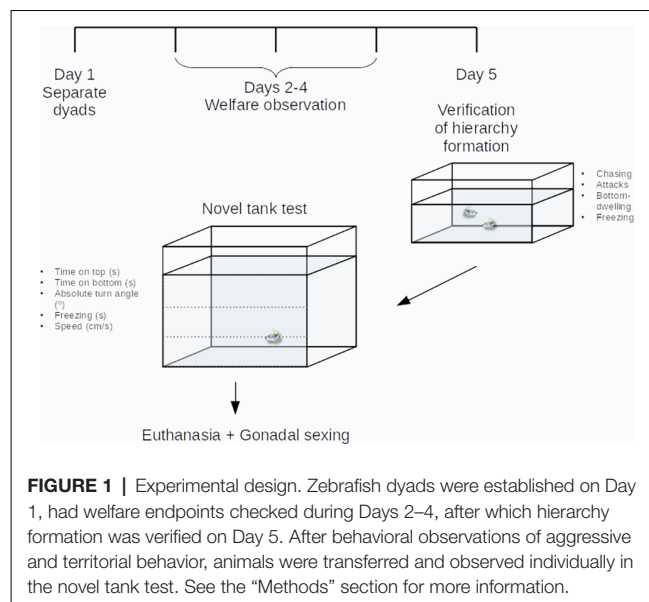 Day 1
Separate
dyads
Days 2-4
Welfare observation
Day 5
Verification
of hierarchy
formation
• Chasing
• Attacks
• Bottom-
dwelling
• Freezing
Novel tank test
• Time on top (s)
• Time on bottom (s)
• Absolute turn angle
(º)
• Freezing (s)
• Speed (cm/s)
Euthanasia + Gonadal sexing
FIGURE 1 | Experimental design. Zebrafish dyads were established on Day
1, had welfare endpoints checked during Days 2–4, after which hierarchy
formation was verified on Day 5. After behavioral observations of aggressive
and territorial behavior, animals were transferred and observed individually in
the novel tank test. See the “Methods” section for more information.